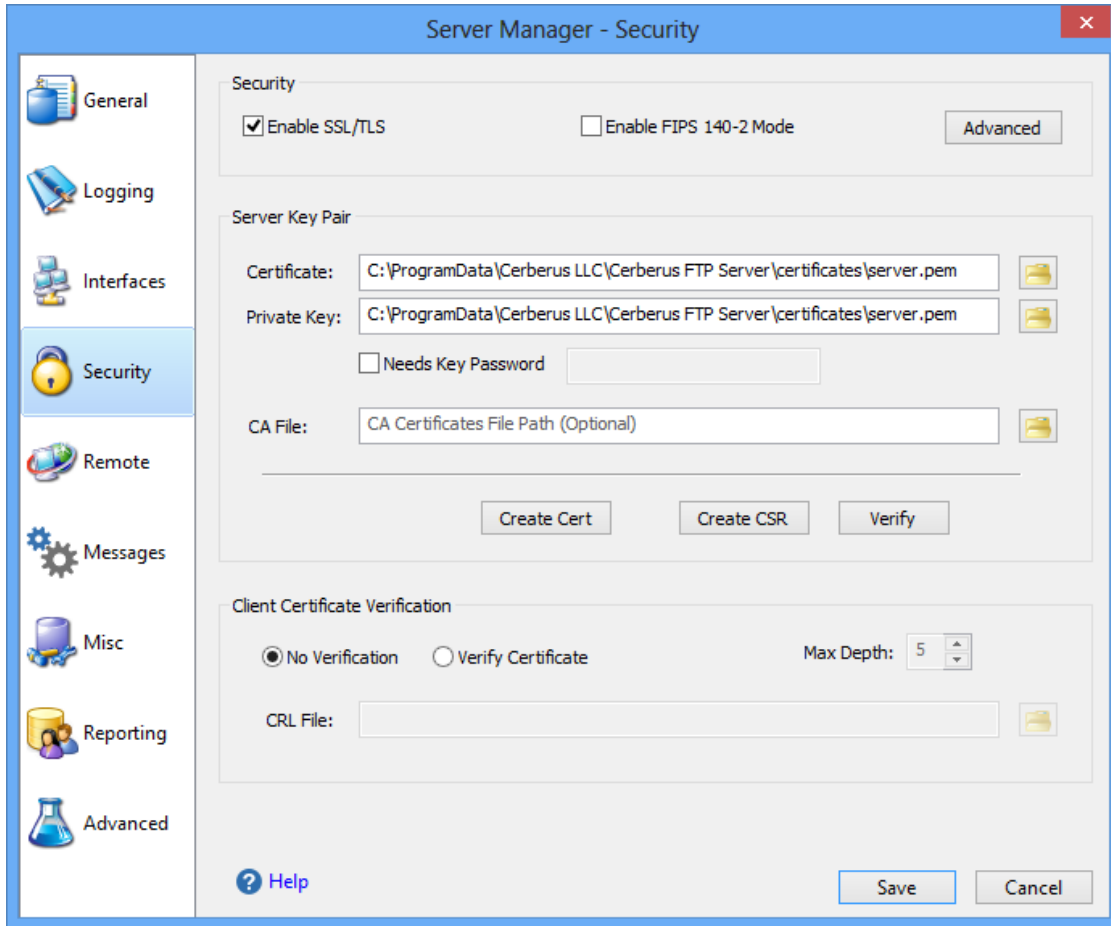 Server Manager - Security
General
Logging
Interfaces
Security
Remote
Messages
Misc
Reporting
Advanced
Security
Enable SSL/TLS Enable FIPS 140-2 Mode Advanced
Server Key Pair
Certificate: C:\ProgramData\Cerberus LLC\Cerberus FTP Server\certificates\server.pem
Private Key: C:\ProgramData\Cerberus LLC\Cerberus FTP Server\certificates\server.pem
Needs Key Password
CA File: CA Certificates File Path (Optional)
Create Cert Create CSR Verify
Client Certificate Verification
No Verification Verify Certificate Max Depth: 5
CRL File:
Help Save Cancel